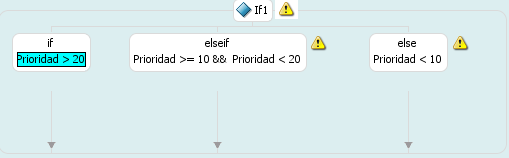 If1
if
Prioridad > 20
elseif
Prioridad >= 10 && Prioridad < 20
else
Prioridad < 10